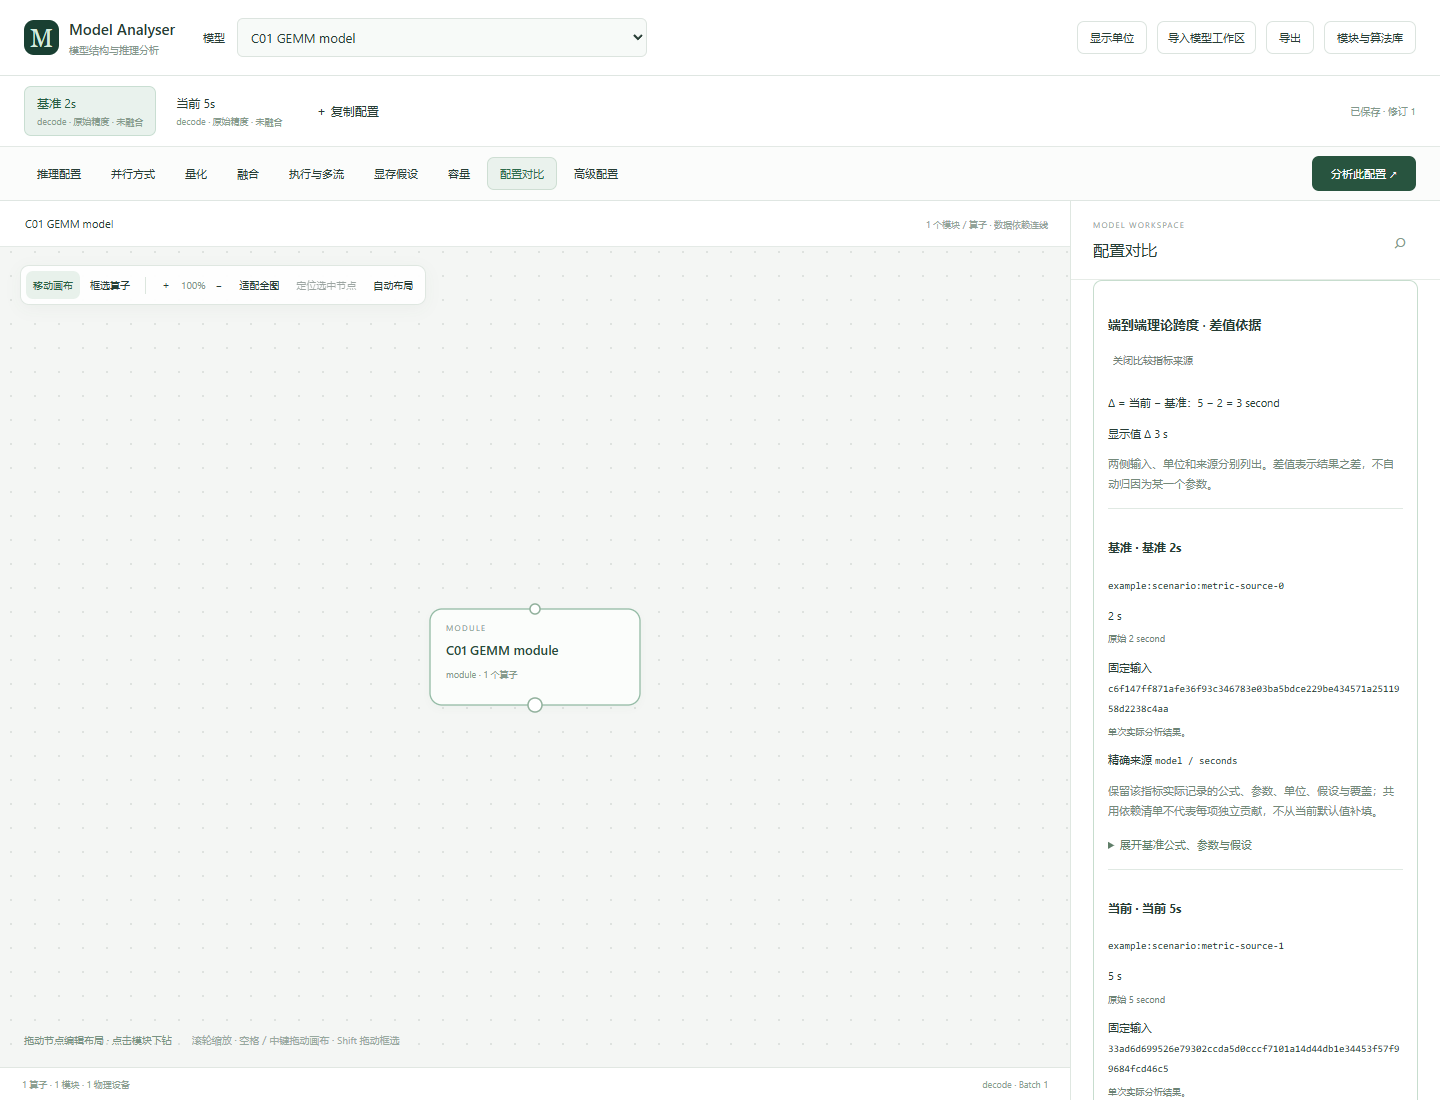 M
Model Analyser
模型结构与推理分析
模型
C01 GEMM model
显示单位
导入模型工作区
导出
模块与算法库
基准 2s
decode · 原始精度 · 未融合
当前 5s
decode · 原始精度 · 未融合
+ 复制配置
已保存 · 修订 1
推理配置
并行方式
量化
融合
执行与多流
显存假设
容量
配置对比
高级配置
分析此配置 ↗
C01 GEMM model
1 个模块 / 算子 · 数据依赖连线
移动画布
框选算子
+
100%
−
适配全图
定位选中节点
自动布局
MODULE
C01 GEMM module
module · 1 个算子
拖动节点编辑布局 · 点击模块下钻
滚轮缩放 · 空格 / 中键拖动画布 · Shift 拖动框选
1 算子 · 1 模块 · 1 物理设备
decode · Batch 1
MODEL WORKSPACE
配置对比
端到端理论跨度 · 差值依据
关闭比较指标来源
Δ = 当前 − 基准：5 − 2 = 3 second
显示值 Δ 3 s
两侧输入、单位和来源分别列出。差值表示结果之差，不自
动归因为某一个参数。
基准 · 基准 2s
example:scenario:metric-source-0
2 s
原始 2 second
固定输入
c6f147ff871afe36f93c346783e03ba5bdce229be434571a25119
58d2238c4aa
单次实际分析结果。
精确来源 model / seconds
保留该指标实际记录的公式、参数、单位、假设与覆盖；共
用依赖清单不代表每项独立贡献，不从当前默认值补填。
▶ 展开基准公式、参数与假设
当前 · 当前 5s
example:scenario:metric-source-1
5 s
原始 5 second
固定输入
33ad6d699526e79302ccda5d0cccf7101a14d44db1e34453f57f9
9684fcd46c5
单次实际分析结果。